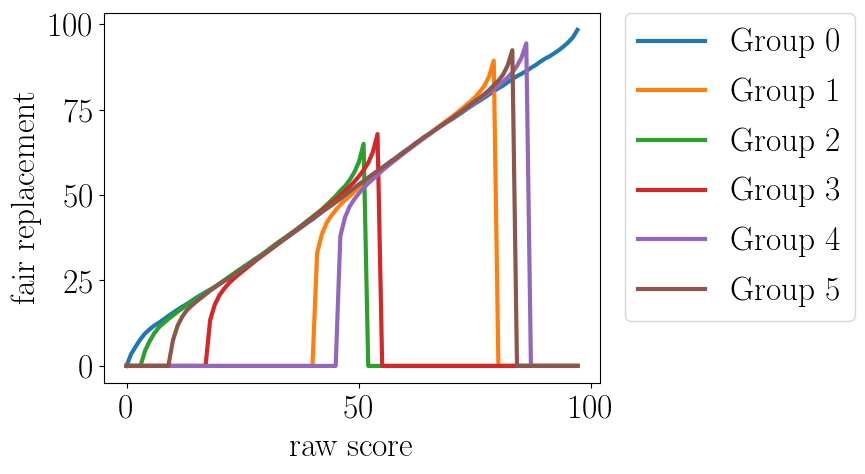 100
75
50
25
0
fair replacement
0
50
100
raw score
Group 0
Group 1
Group 2
Group 3
Group 4
Group 5